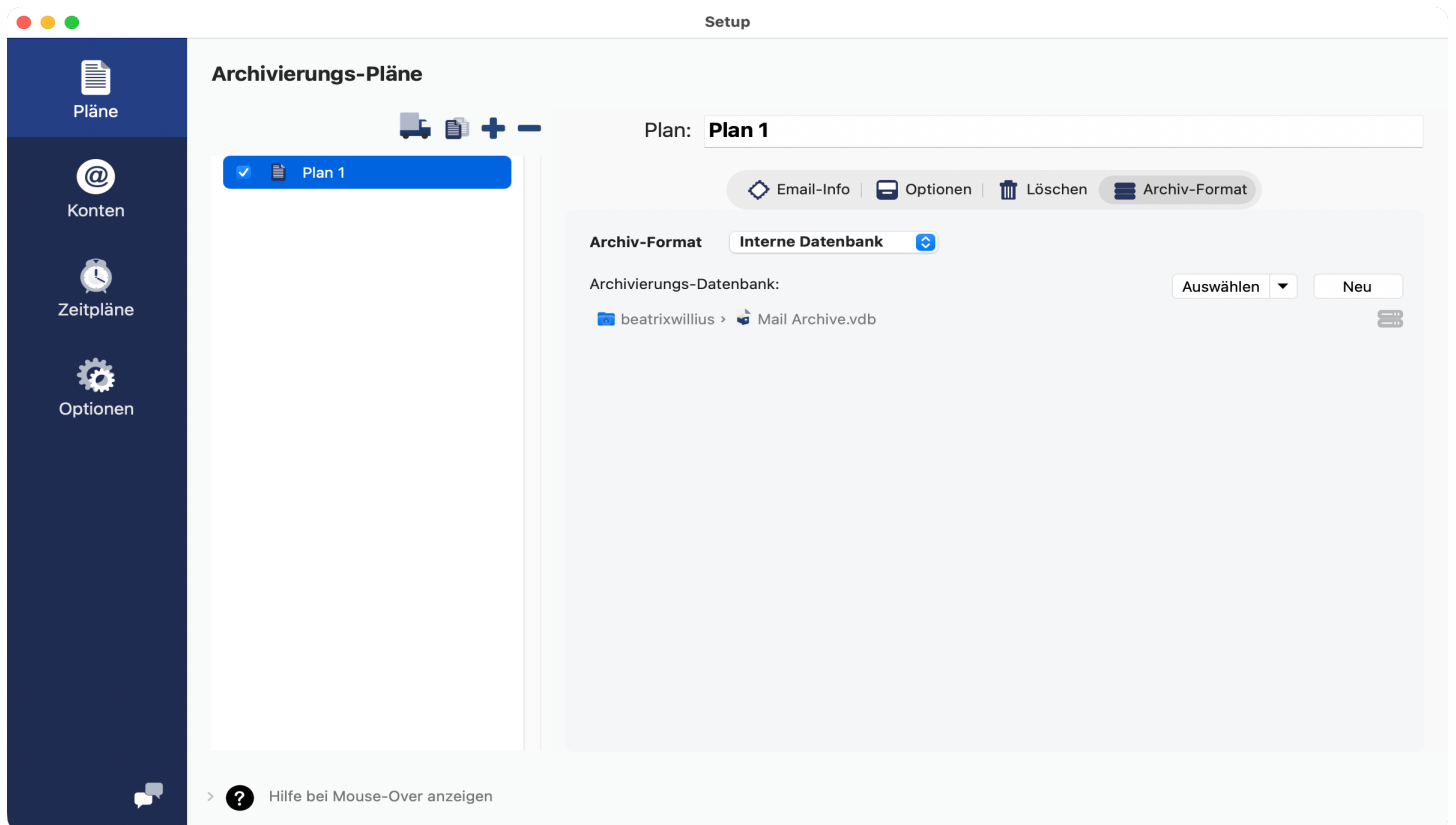 Setup
Pläne
Konten
Zeitpläne
Optionen
Archivierungs-Pläne
Plan 1
Plan: Plan 1
Email-Info Optionen Löschen Archiv-Format
Archiv-Format Interne Datenbank
Archivierungs-Datenbank: Auswählen Neu
beatrixwillius › Mail Archive.vdb
? Hilfe bei Mouse-Over anzeigen